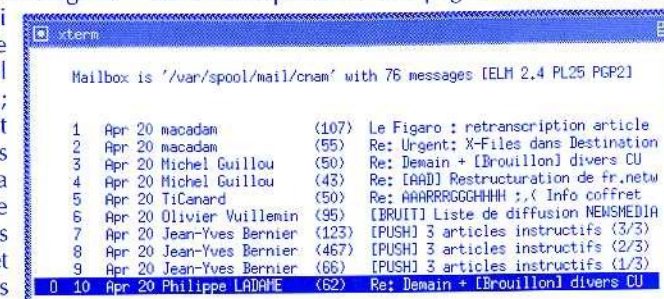 i
e
l
;
t
s
a
e
s
et
s
xterm
Mailbox is '/var/spool/mail/cnam' with 76 messages [ELM 2.4 PL25 PGP2]
1 Apr 20 macadam (107) Le Figaro : retranscription article
2 Apr 20 macadam (55) Re: Urgent: X-Files dans Destination
3 Apr 20 Michel Guillou (50) Re: Demain + [Brouillon] divers CU
4 Apr 20 Michel Guillou (43) Re: [AAD] Restructuration de fr.netw
5 Apr 20 TiCanard (50) Re: AAARRRGGGHHHH ;,( Info coffret
6 Apr 20 Olivier Vuillemin (95) [BRUIT] Liste de diffusion NEWSMEDIA
7 Apr 20 Jean-Yves Bernier (123) [PUSH] 3 articles instructifs (3/3)
8 Apr 20 Jean-Yves Bernier (467) [PUSH] 3 articles instructifs (2/3)
9 Apr 20 Jean-Yves Bernier (66) [PUSH] 3 articles instructifs (1/3)
O 10 Apr 20 Philippe LADAME (62) Re: Demain + [Brouillon] divers CU